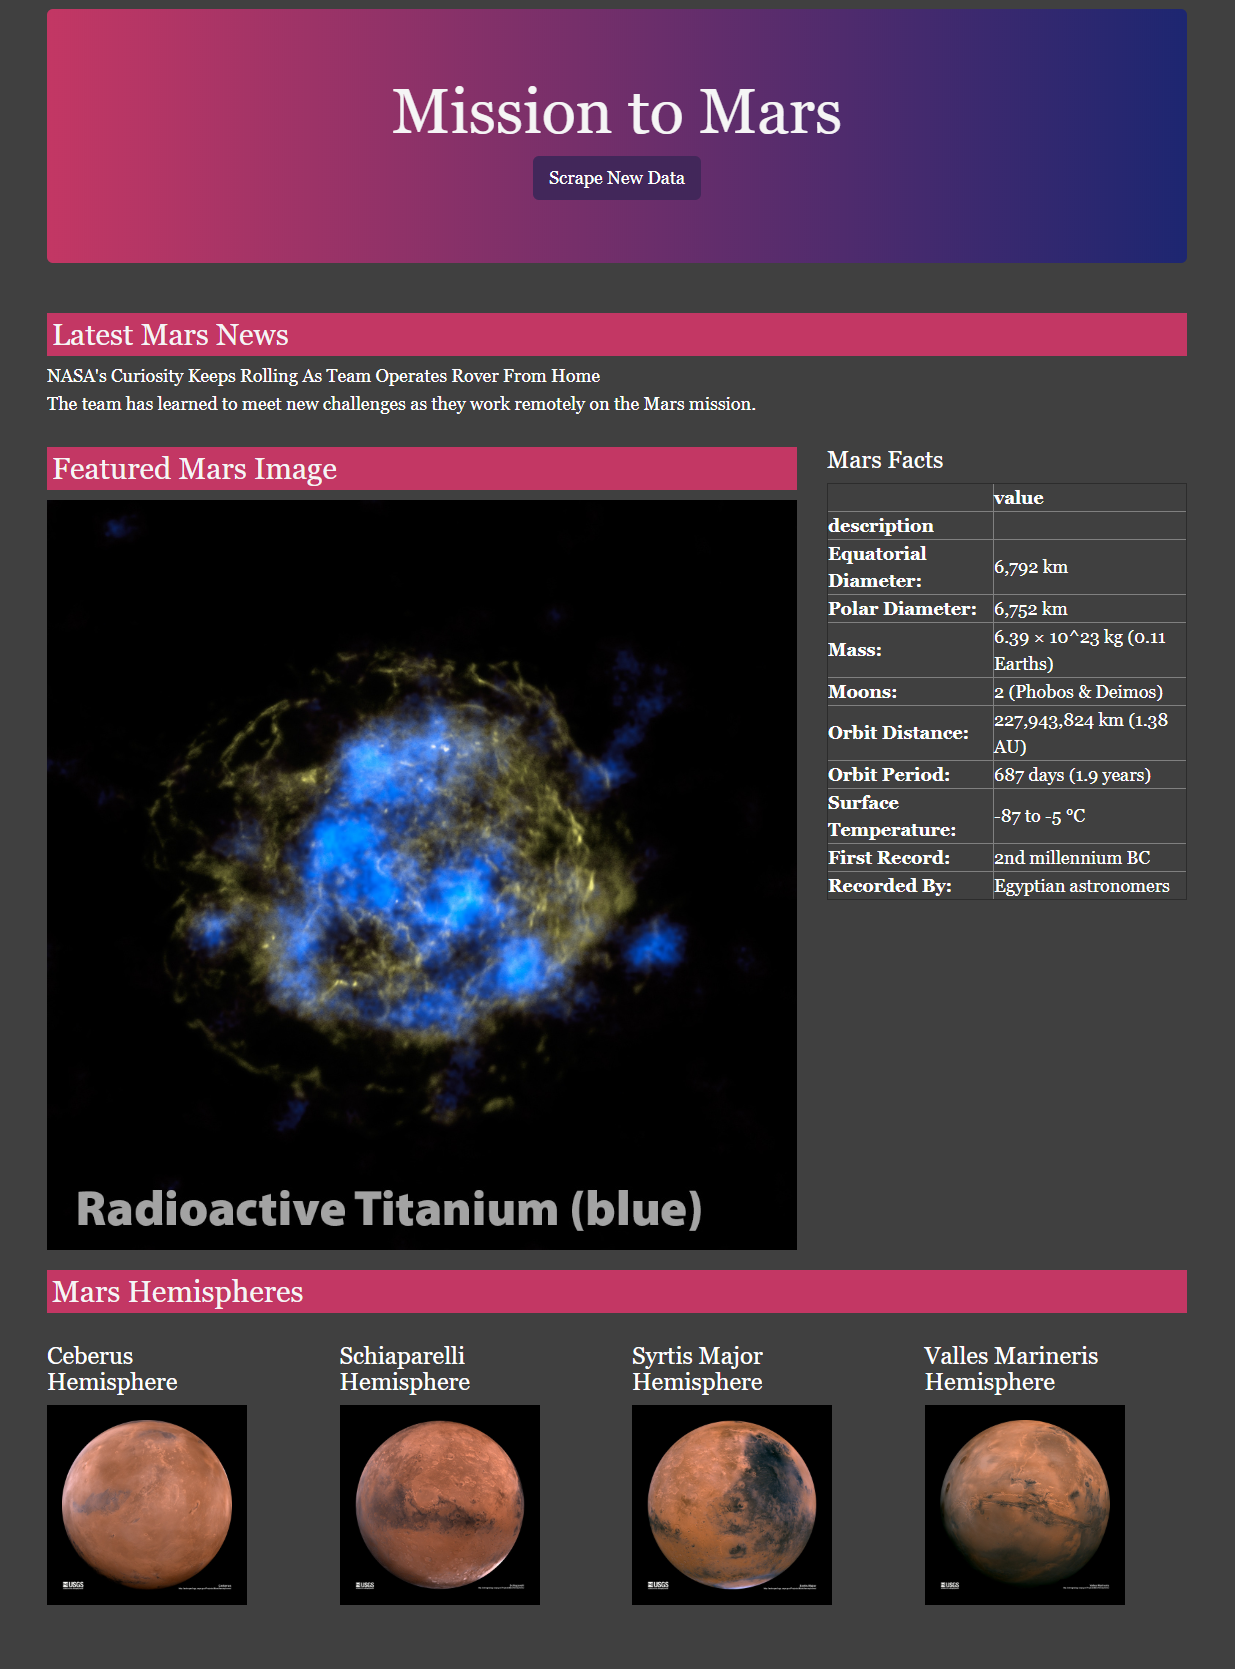 Mission to Mars
Scrape New Data
Latest Mars News
NASA's Curiosity Keeps Rolling As Team Operates Rover From Home
The team has learned to meet new challenges as they work remotely on the Mars mission.
Featured Mars Image
Radioactive Titanium (blue)
Mars Facts
value
description
Equatorial
Diameter:
6,792 km
Polar Diameter:
6,752 km
Mass:
6.39 × 10^23 kg (0.11
Earths)
Moons:
2 (Phobos & Deimos)
Orbit Distance:
227,943,824 km (1.38
AU)
Orbit Period:
687 days (1.9 years)
Surface
Temperature:
-87 to -5 °C
First Record:
2nd millennium BC
Recorded By:
Egyptian astronomers
Mars Hemispheres
Ceberus
Hemisphere
USGS
Schiaparelli
Hemisphere
USGS
Syrtis Major
Hemisphere
USGS
Valles Marineris
Hemisphere
USGS